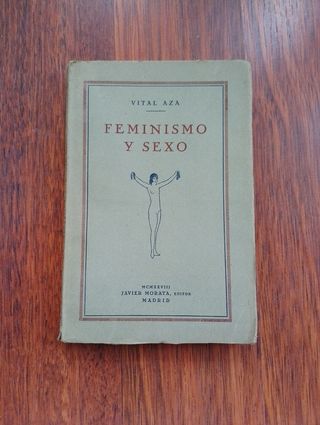 VITAL AZA
FEMINISMO
Y SEXO
MCMXXVIII
JAVIER MORATA, EDITOR
MADRID